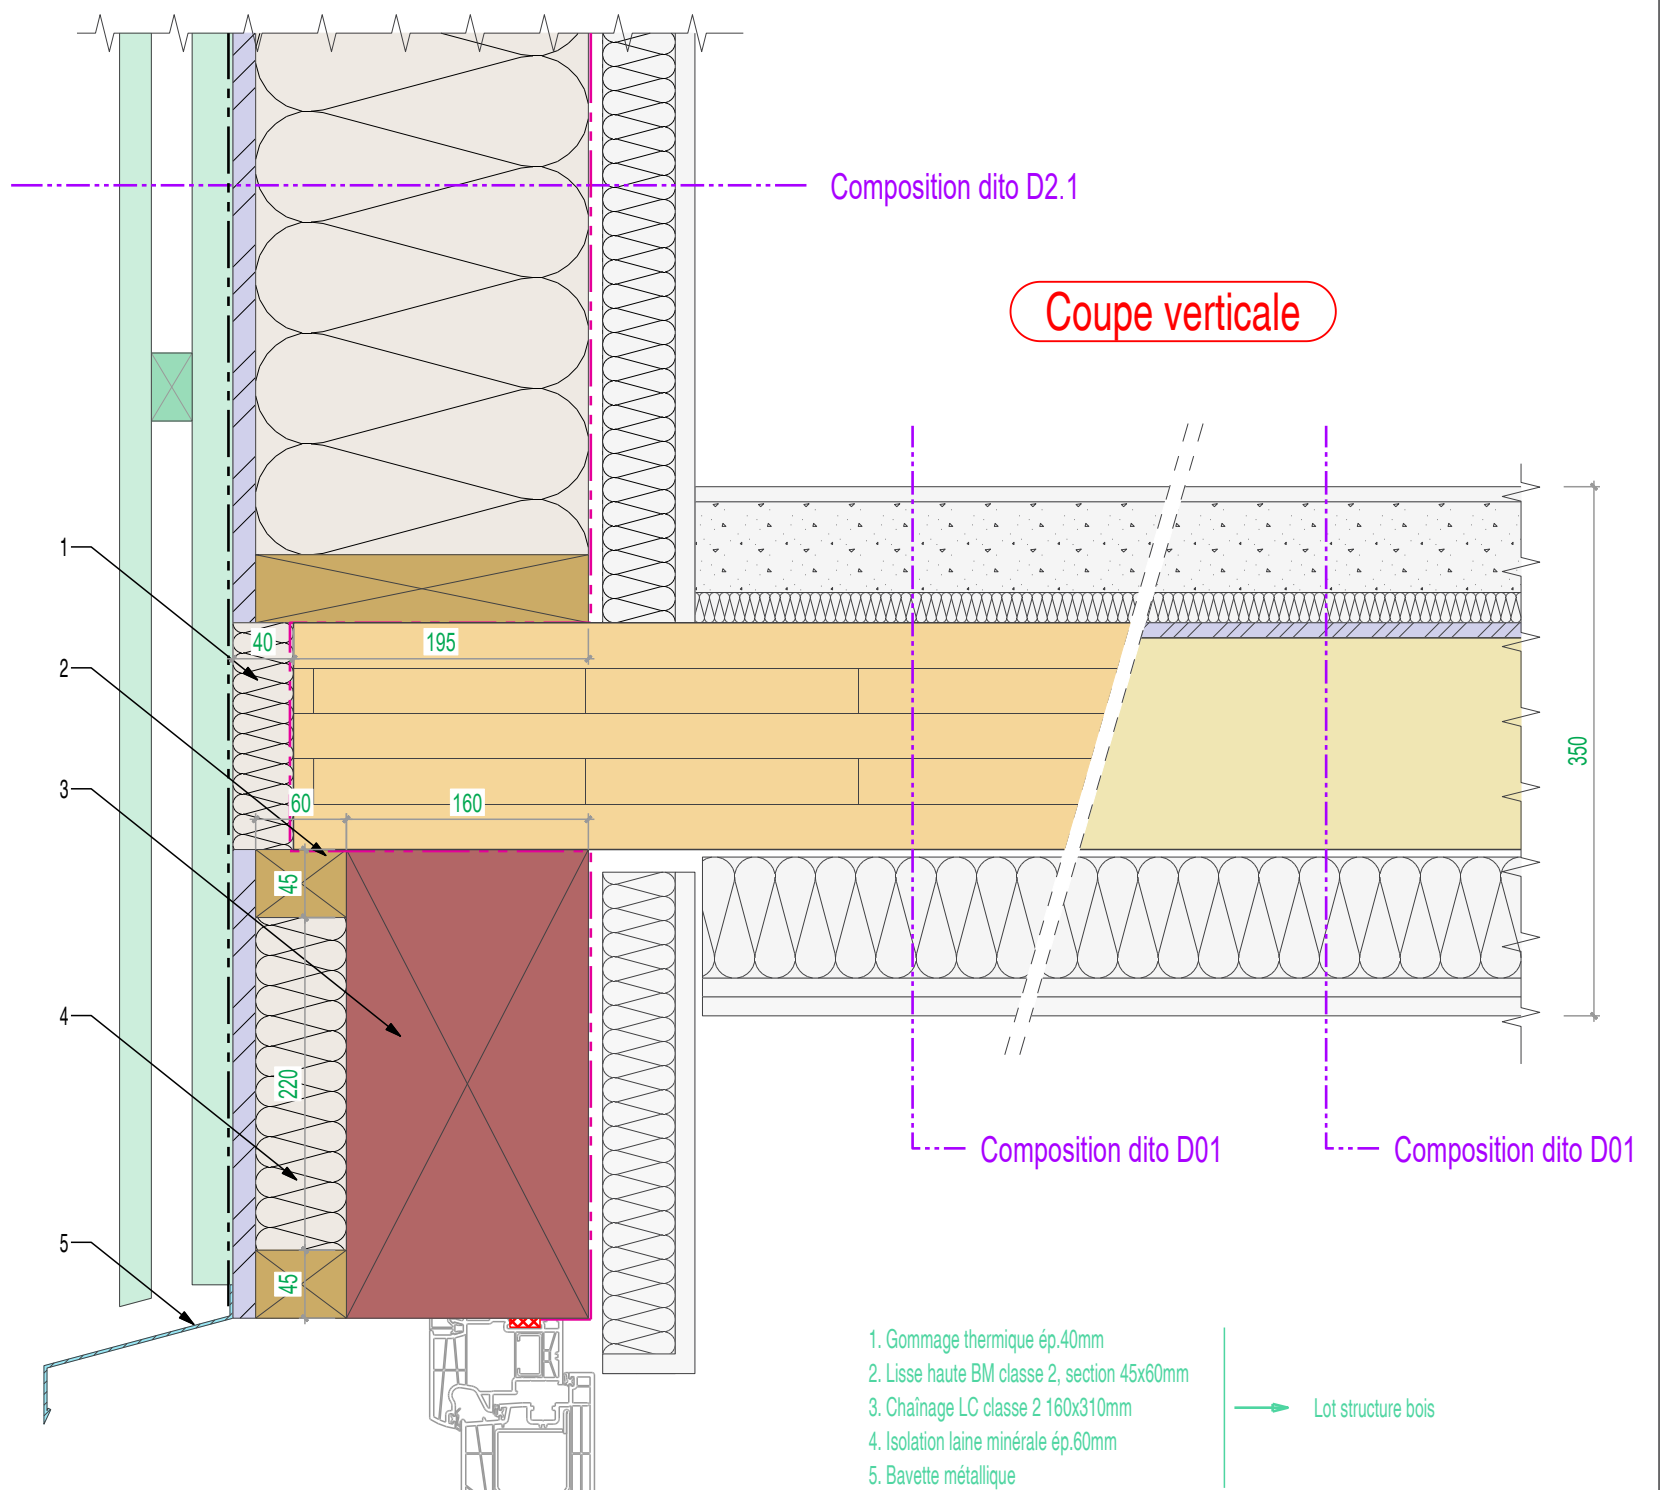 Composition dito D2.1
Coupe verticale
1
40
195
2
350
3
60
160
45
4
220
Composition dito D01
Composition dito D01
5
45
1. Gommage thermique ép.40mm
2. Lisse haute BM classe 2, section 45x60mm
3. Chaînage LC classe 2 160x310mm
Lot structure bois
4. Isolation laine minérale ép.60mm
5. Bavette métallique